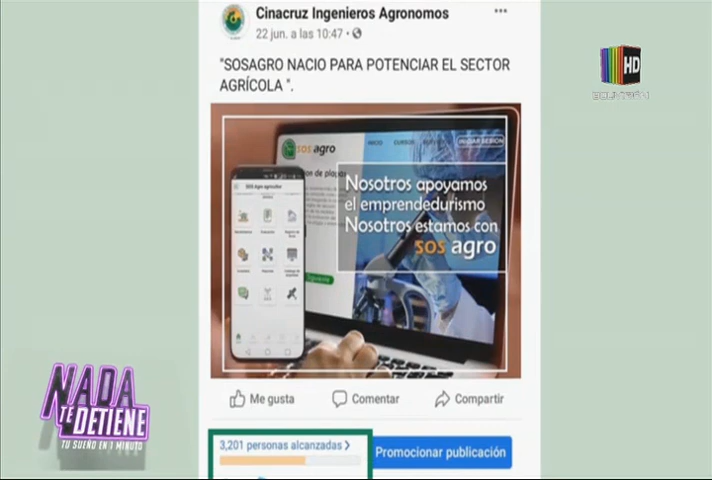 Cinacruz Ingenieros Agronomos
22 jun. a las 10:47
"SOSAGRO NACIO PARA POTENCIAR EL SECTOR
AGRÍCOLA ".
HD
sos agro
INICIO CURSOS
INICIAR SESIÓN
SOS Agro agricultor
Nosotros apoyamos
el emprendedurismo
Nosotros estamos con
sos agro
Siguiente
Me gusta Comentar Compartir
NADA
TE
DETIENE
TU SUEÑO EN 1 MINUTO
3,201 personas alcanzadas
Promocionar publicación